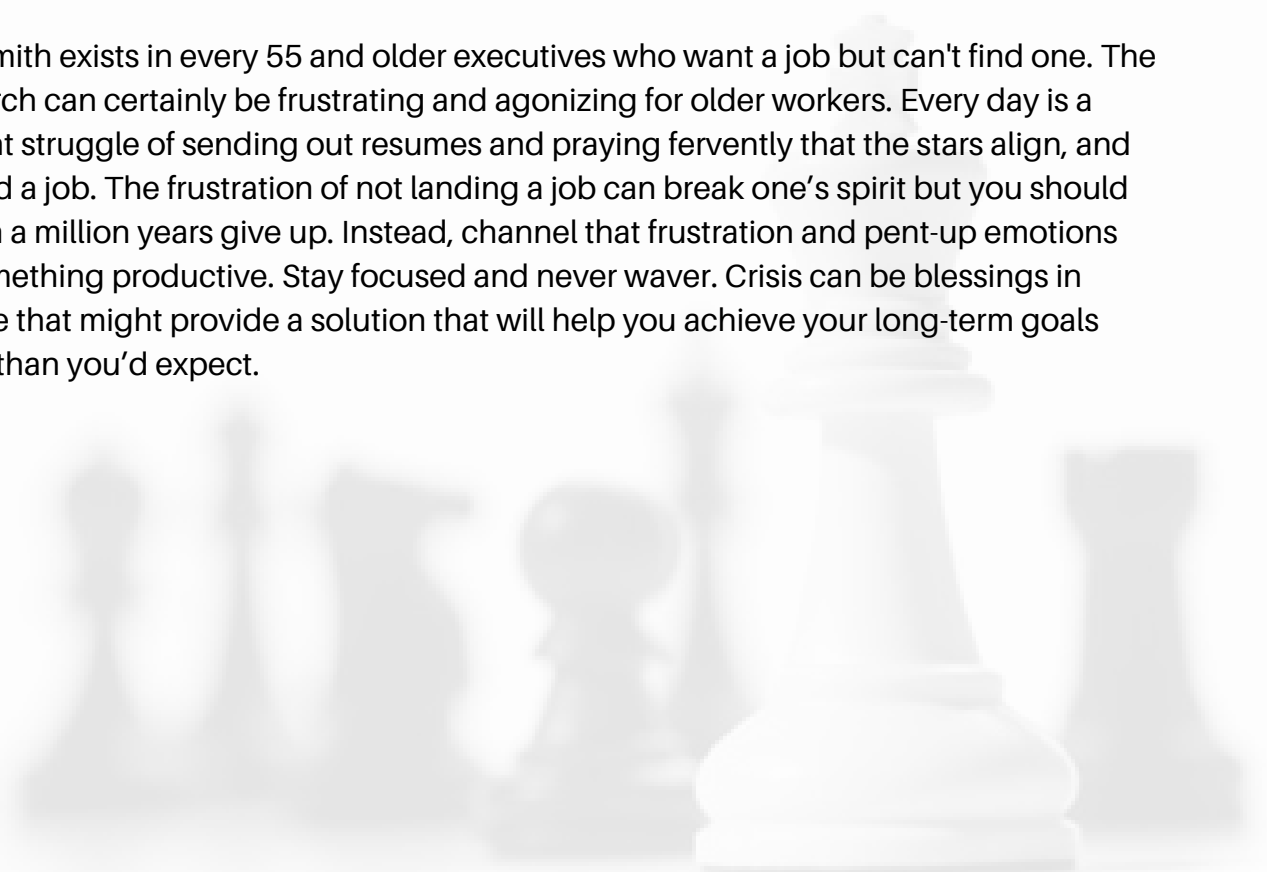 mith exists in every 55 and older executives who want a job but can't find one. The
rch can certainly be frustrating and agonizing for older workers. Every day is a
t struggle of sending out resumes and praying fervently that the stars align, and
d a job. The frustration of not landing a job can break one’s spirit but you should
a million years give up. Instead, channel that frustration and pent-up emotions
mething productive. Stay focused and never waver. Crisis can be blessings in
e that might provide a solution that will help you achieve your long-term goals
than you’d expect.